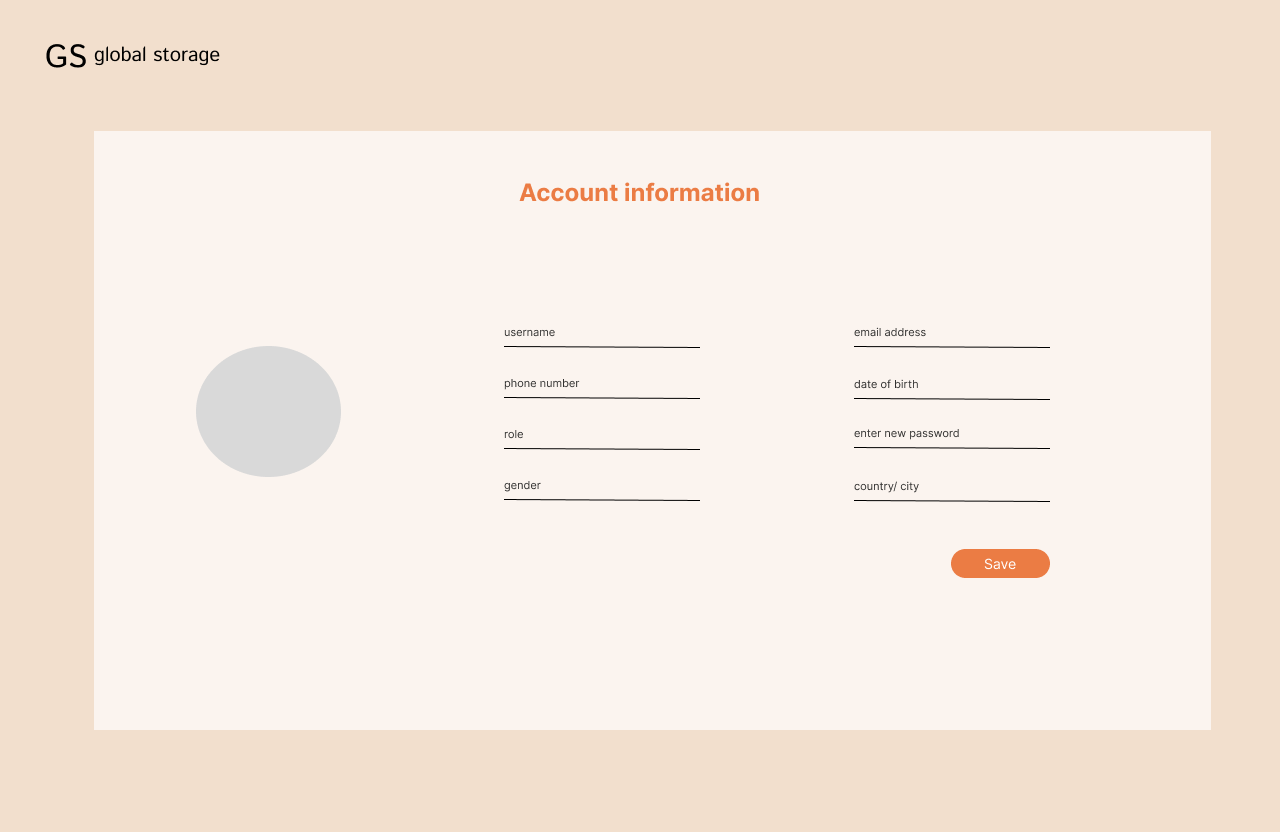 GS global storage
Account information
username
phone number
role
gender
email address
date of birth
enter new password
country/ city
Save